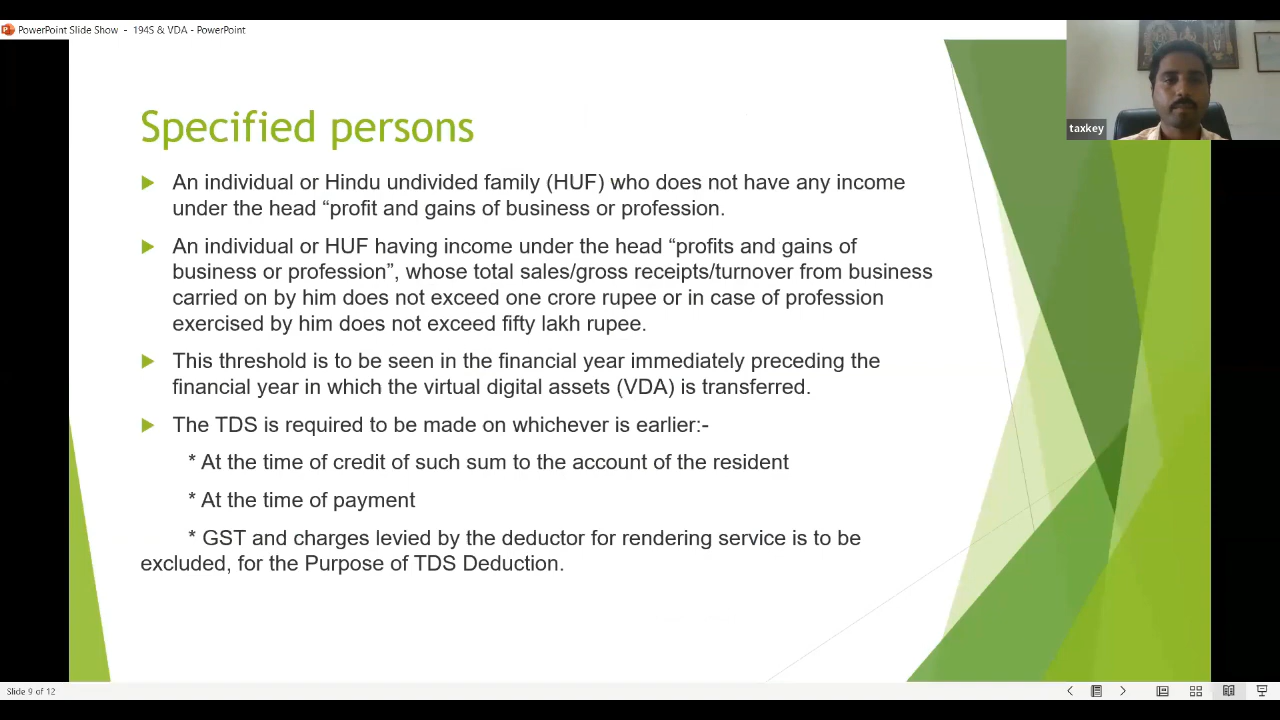 PowerPoint Slide Show - 194S & VDA - PowerPoint
taxkey
Specified persons
An individual or Hindu undivided family (HUF) who does not have any income
under the head “profit and gains of business or profession.
An individual or HUF having income under the head “profits and gains of
business or profession”, whose total sales/gross receipts/turnover from business
carried on by him does not exceed one crore rupee or in case of profession
exercised by him does not exceed fifty lakh rupee.
This threshold is to be seen in the financial year immediately preceding the
financial year in which the virtual digital assets (VDA) is transferred.
The TDS is required to be made on whichever is earlier:-
* At the time of credit of such sum to the account of the resident
* At the time of payment
* GST and charges levied by the deductor for rendering service is to be
excluded, for the Purpose of TDS Deduction.
Slide 9 of 12